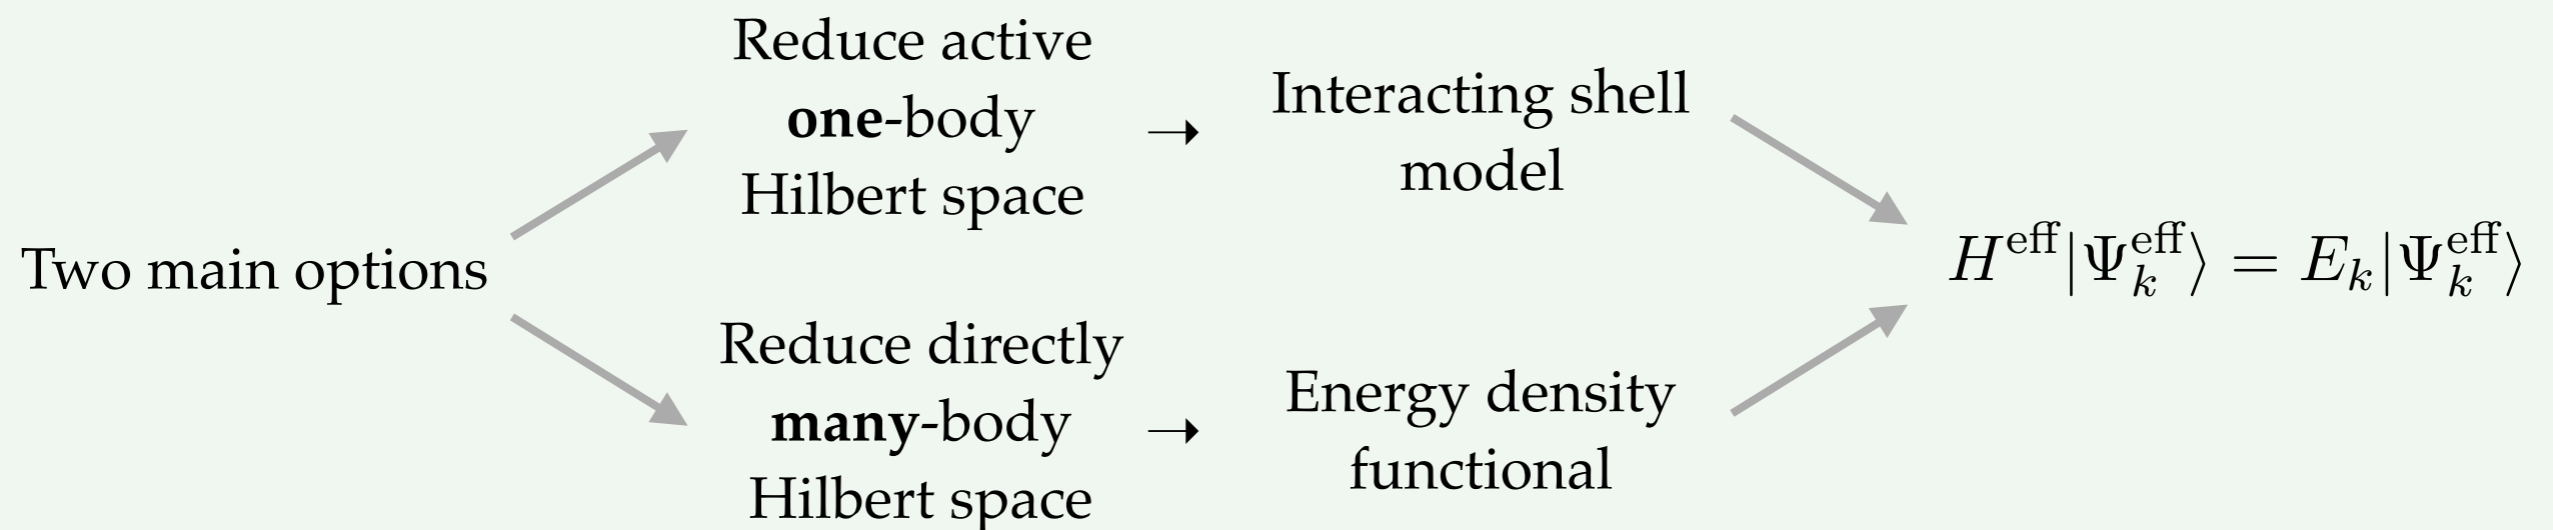 Two main options
Reduce active
one-body
Hilbert space
→
Interacting shell
model
Reduce directly
many-body
Hilbert space
→
Energy density
functional
H^eff|Ψ_k^eff⟩ = E_k|Ψ_k^eff⟩